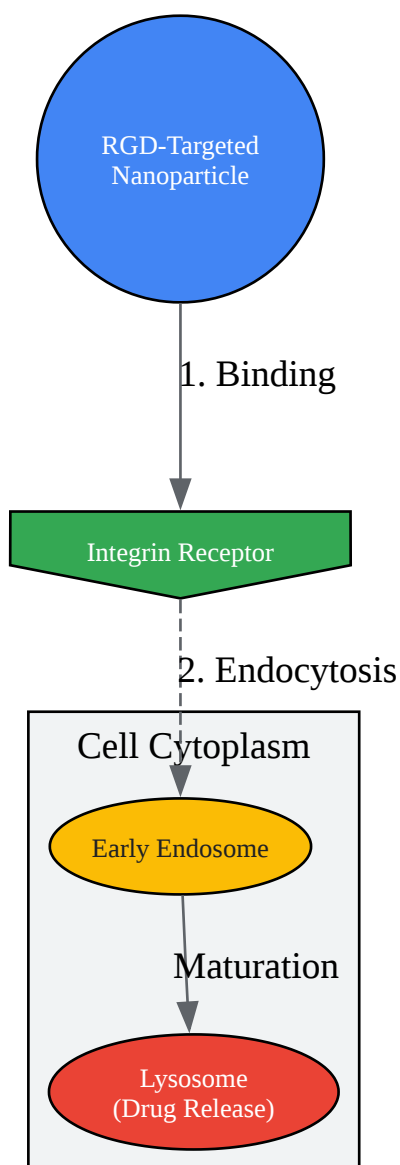 RGD-Targeted
Nanoparticle
1. Binding
Integrin Receptor
2. Endocytosis
Cell Cytoplasm
Early Endosome
Maturation
Lysosome
(Drug Release)